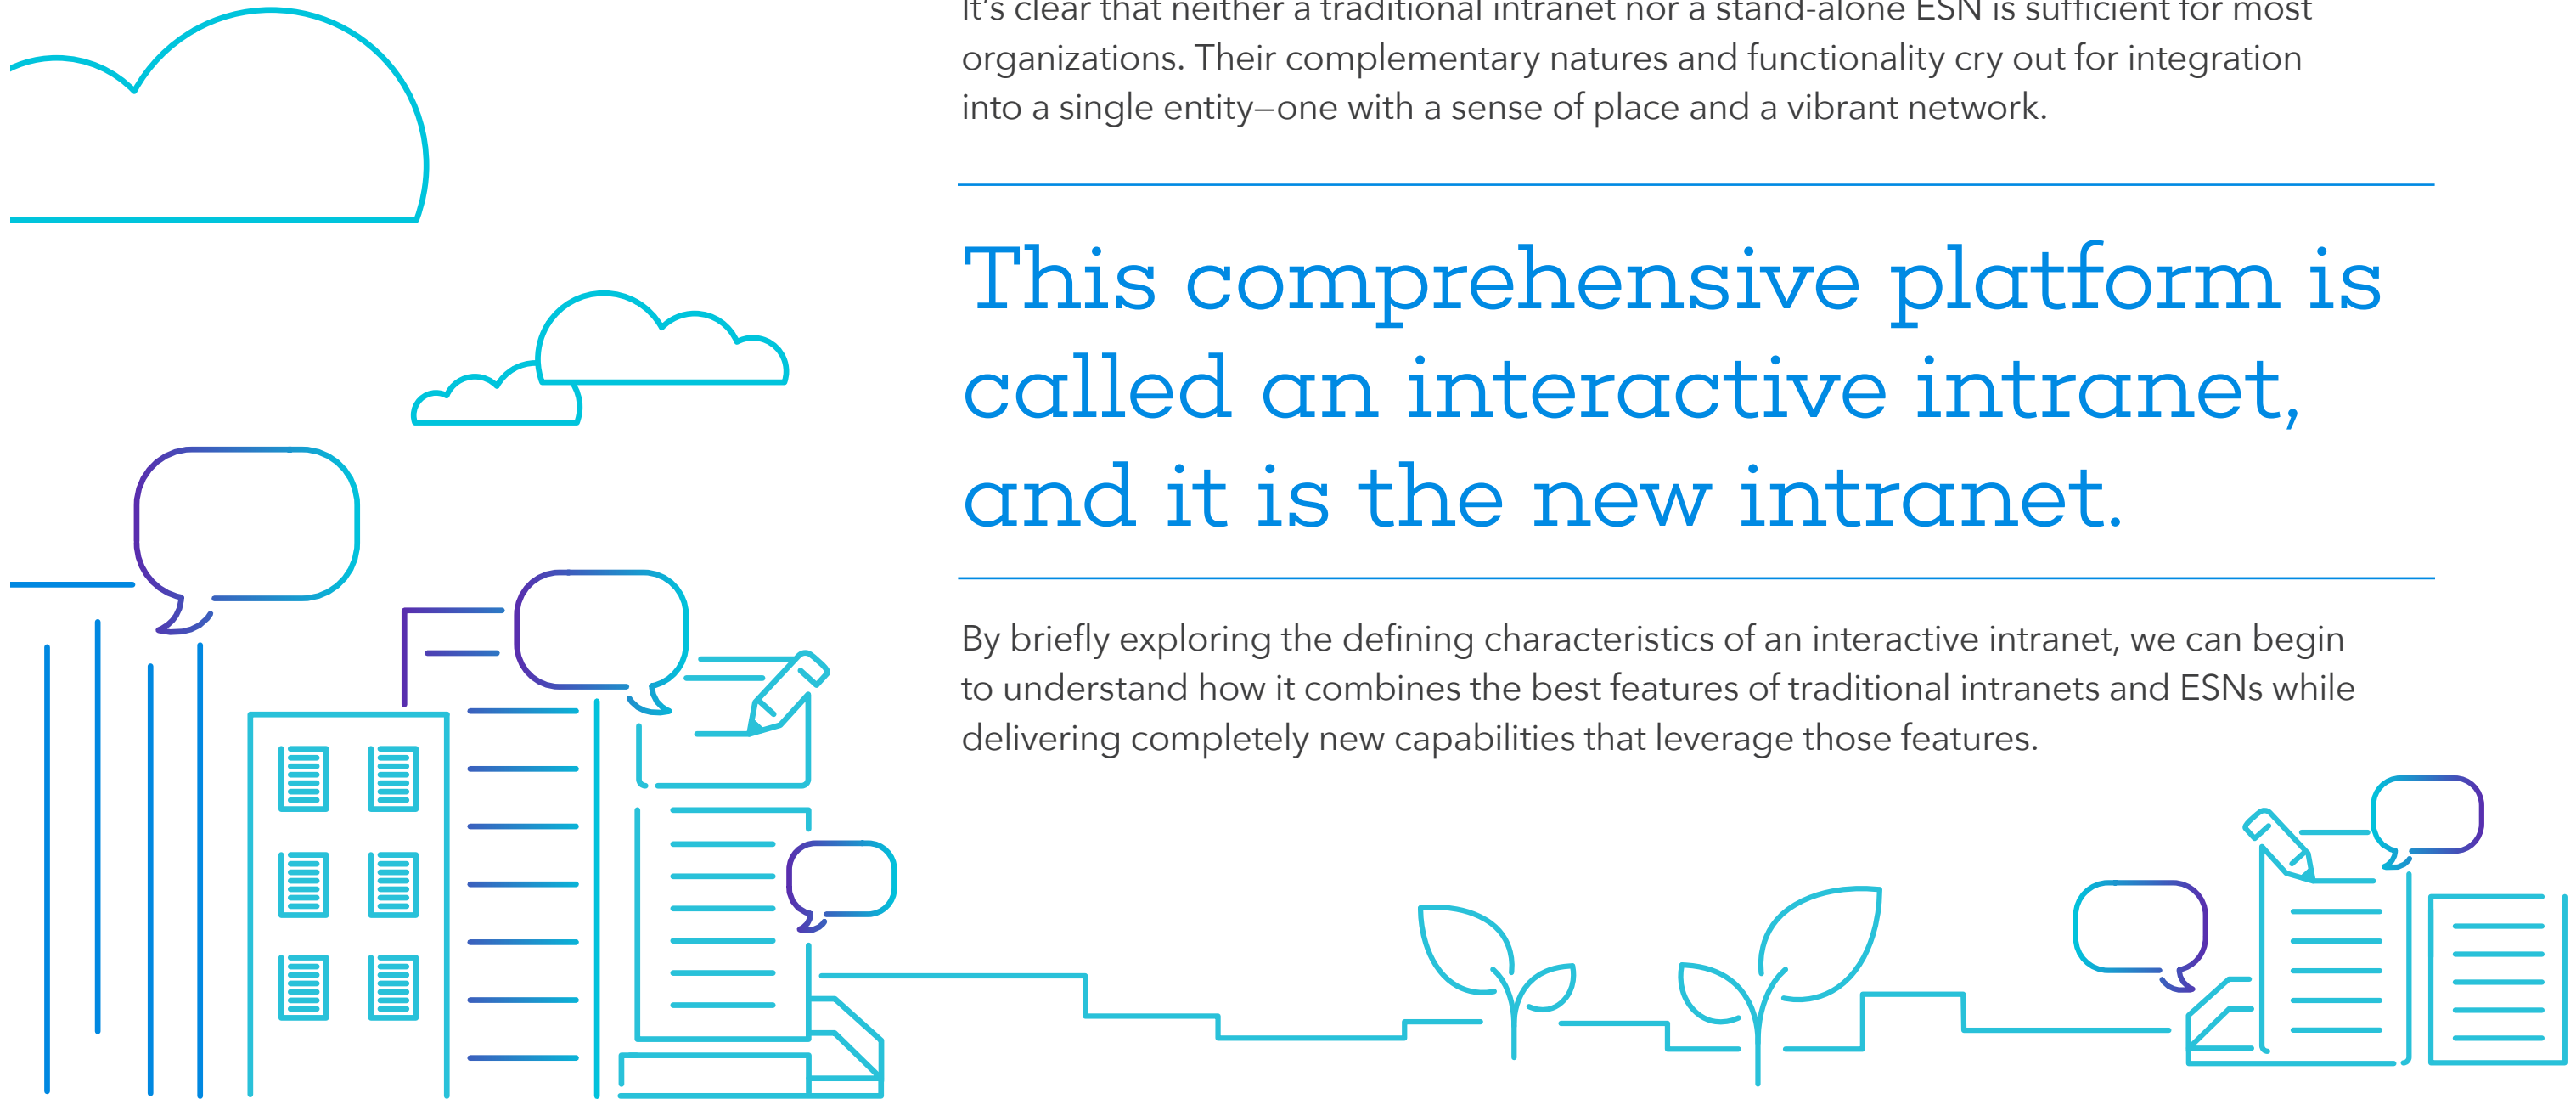 It's clear that neither a traditional intranet nor a stand-alone ESN is sufficient for most
organizations. Their complementary natures and functionality cry out for integration
into a single entity—one with a sense of place and a vibrant network.
This comprehensive platform is
called an interactive intranet,
and it is the new intranet.
By briefly exploring the defining characteristics of an interactive intranet, we can begin
to understand how it combines the best features of traditional intranets and ESNs while
delivering completely new capabilities that leverage those features.